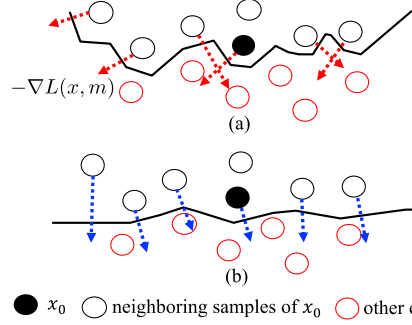 −∇L(x, m)
(a)
(b)
x₀ neighboring samples of x₀ other